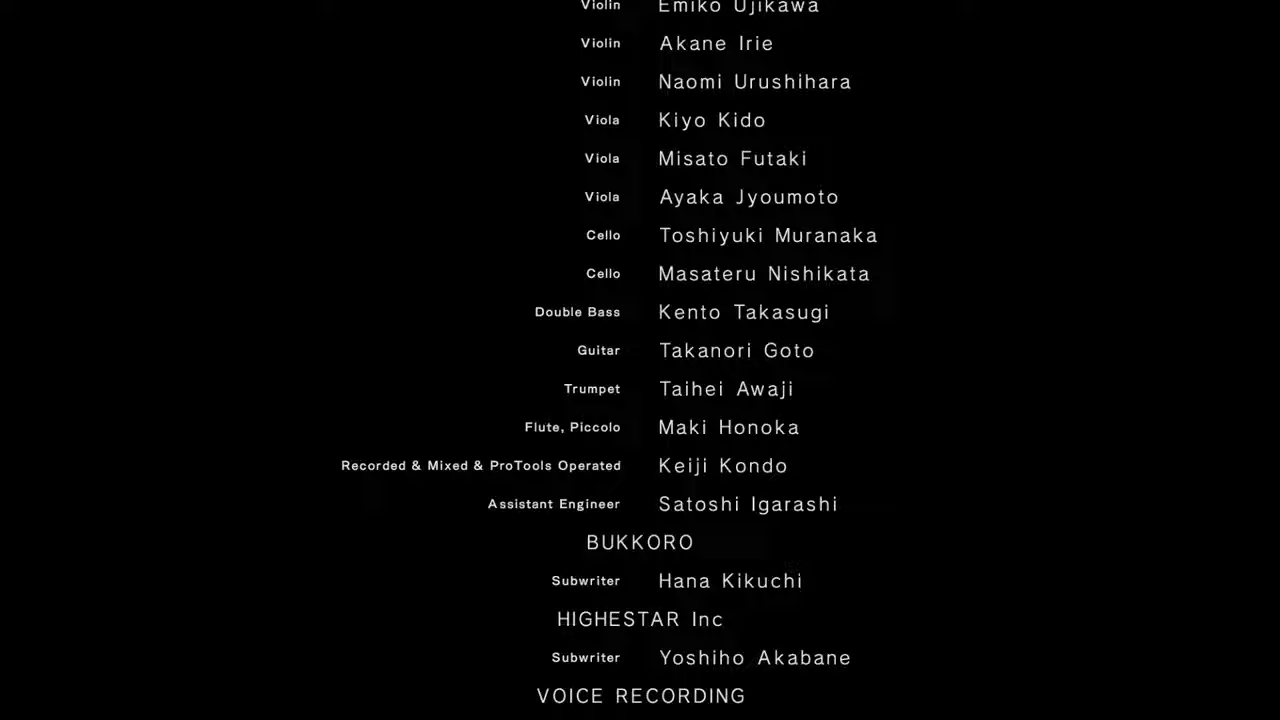 Violin Emiko Ujikawa
Violin Akane Irie
Violin Naomi Urushihara
Viola Kiyo Kido
Viola Misato Futaki
Viola Ayaka Jyoumoto
Cello Toshiyuki Muranaka
Cello Masateru Nishikata
Double Bass Kento Takasugi
Guitar Takanori Goto
Trumpet Taihei Awaji
Flute, Piccolo Maki Honoka
Recorded & Mixed & ProTools Operated Keiji Kondo
Assistant Engineer Satoshi Igarashi
BUKKORO
Subwriter Hana Kikuchi
HIGHESTAR Inc
Subwriter Yoshiho Akabane
VOICE RECORDING